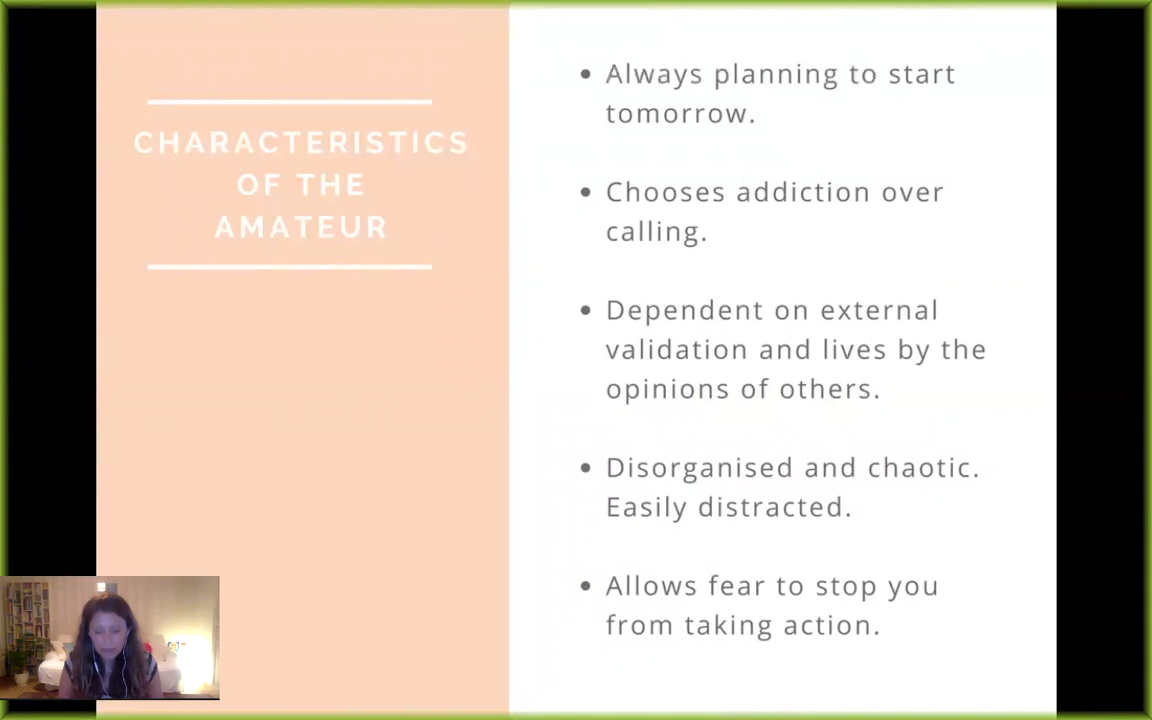 CHARACTERISTICS
OF THE
AMATEUR
• Always planning to start
tomorrow.
• Chooses addiction over
calling.
• Dependent on external
validation and lives by the
opinions of others.
• Disorganised and chaotic.
Easily distracted.
• Allows fear to stop you
from taking action.